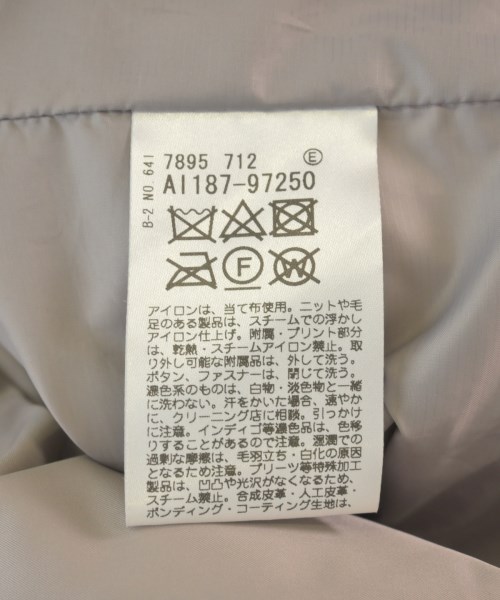 B-2 NO 641
7895 712 E
AI187-97250
F
W
アイロンは、当て布使用。ニットや毛
足のある製品は、スチームでの浮かし
アイロン仕上げ。附属・プリント部分
は、乾熱・スチームアイロン禁止。取
り外し可能な附属品は、外して洗う。
ボタン、ファスナーは、閉じて洗う。
濃色系のものは、白物・淡色物と一緒
に洗わない。汗をかいた場合、速やか
に、クリーニング店に相談。引っかけ
に注意。インディゴ等濃色品は、色移
りすることがあるので注意。湿潤での
過剰な摩擦は、毛羽立ち・白化の原因
となるため注意。プリーツ等特殊加工
製品は、凹凸や光沢がなくなるため、
スチーム禁止。合成皮革・人工皮革・
ボンディング・コーティング生地は、